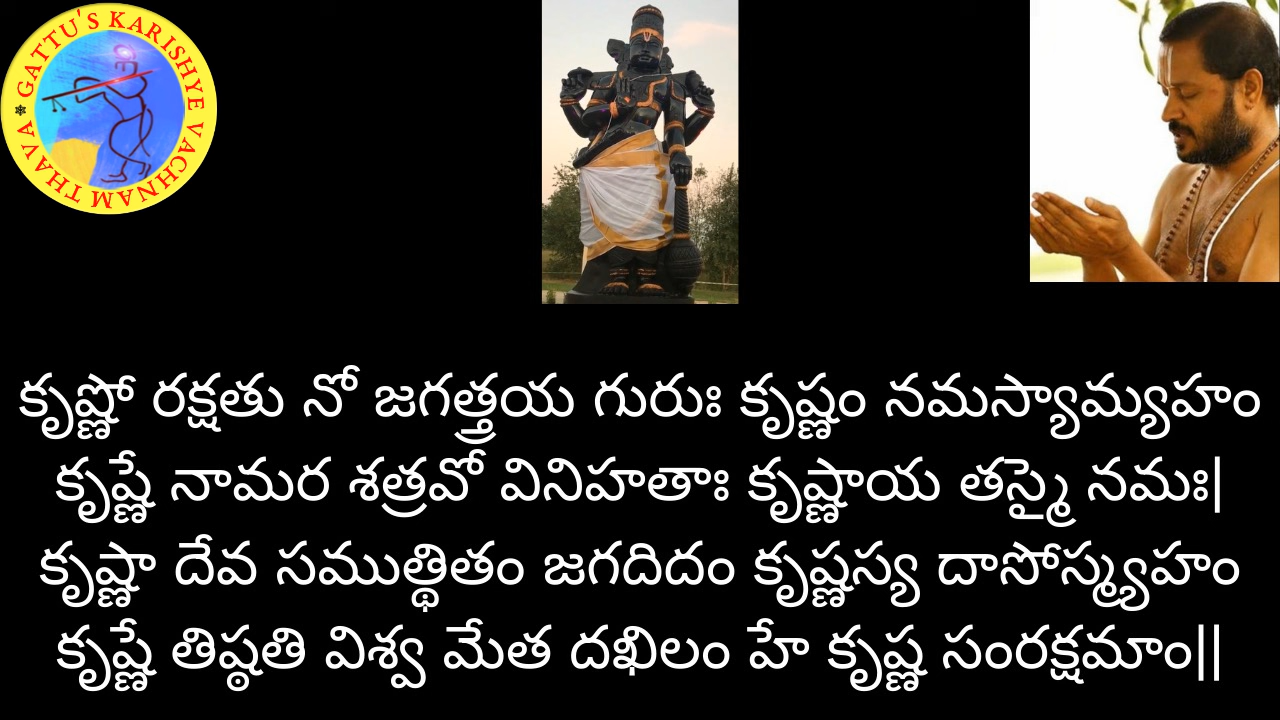 GATTU'S KARISHYE VACHNAM THAVA
కృష్ణో రక్షతు నో జగత్త్రయ గురుః కృష్ణం నమస్యామ్యహం
కృష్ణే నామర శత్రవో వినిహతాః కృష్ణాయ తస్మై నమః|
కృష్ణా దేవ సముత్థితం జగదిదం కృష్ణస్య దాసోస్మ్యహం
కృష్ణే తిష్ఠతి విశ్వ మేత దఖిలం హే కృష్ణ సంరక్షమాం||